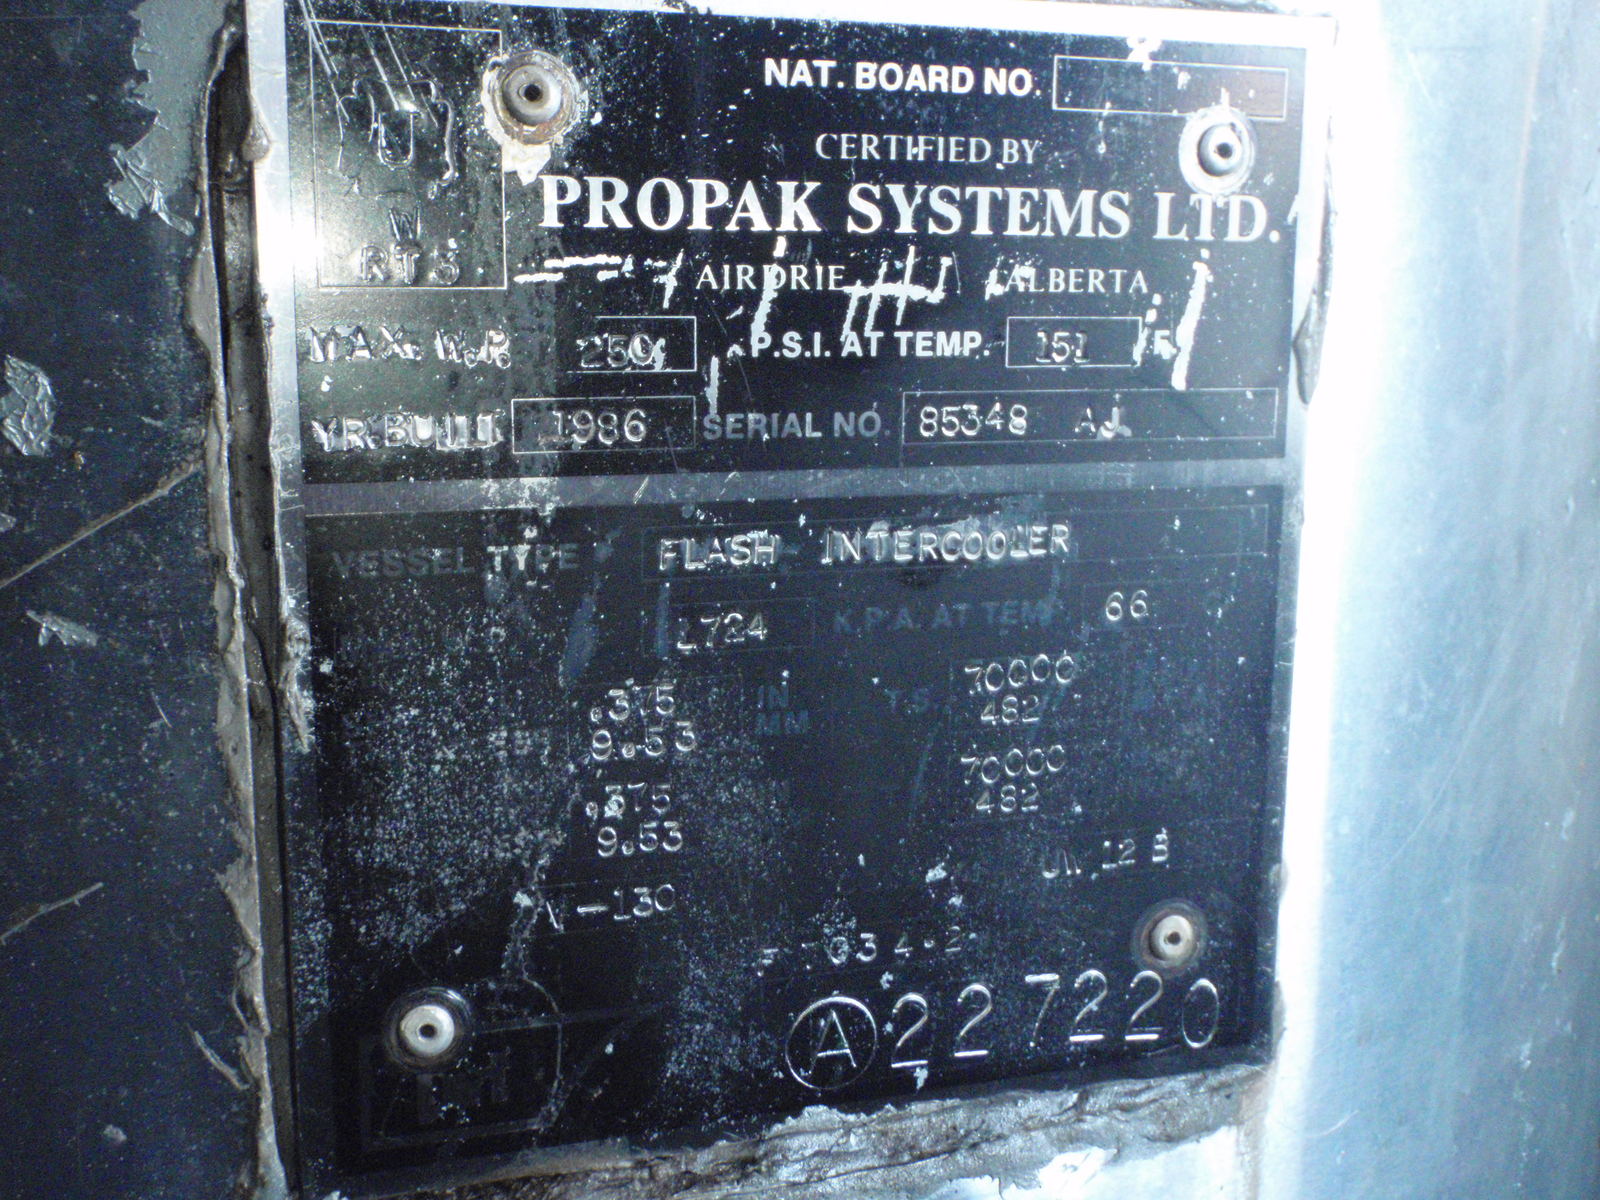 NAT. BOARD NO.
CERTIFIED BY
PROPAK SYSTEMS LTD.
AIRDRIE ALBERTA
W
RT 3
MAX. W.P. 250 P.S.I. AT TEMP. 151 F
YR. BUILT 1986 SERIAL NO. 85348 AJ
VESSEL TYPE FLASH INTERCOOLER
1724 K.P.A. AT TEMP 66
.375 IN T.S. 70000
9.53 MM 482
.375 70000
9.53 482
-130 12 B
A 227220